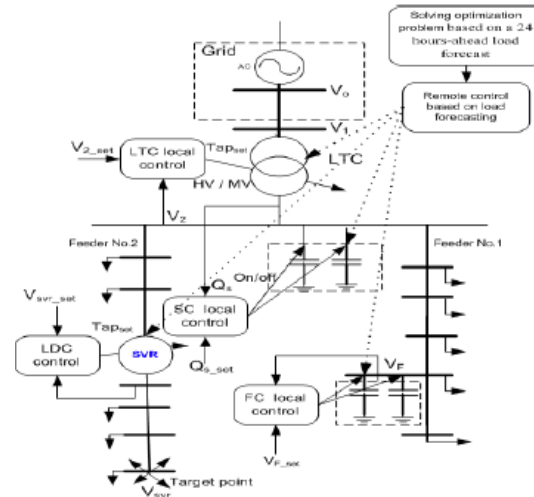 Solving optimization
problem based on a 24
hours-ahead load
forecast
Grid
AC
V₀
Remote control
based on load
forecasting
V₁
V₂_set
LTC local
control
Tapset
LTC
HV / MV
V₂
Feeder No.2
Feeder No.1
Qs
On/off
Vsvr_set
SC local
control
Tapset
LDC
control
SVR
Qs_set
VF
FC local
control
VF_set
Target point
Vsvr